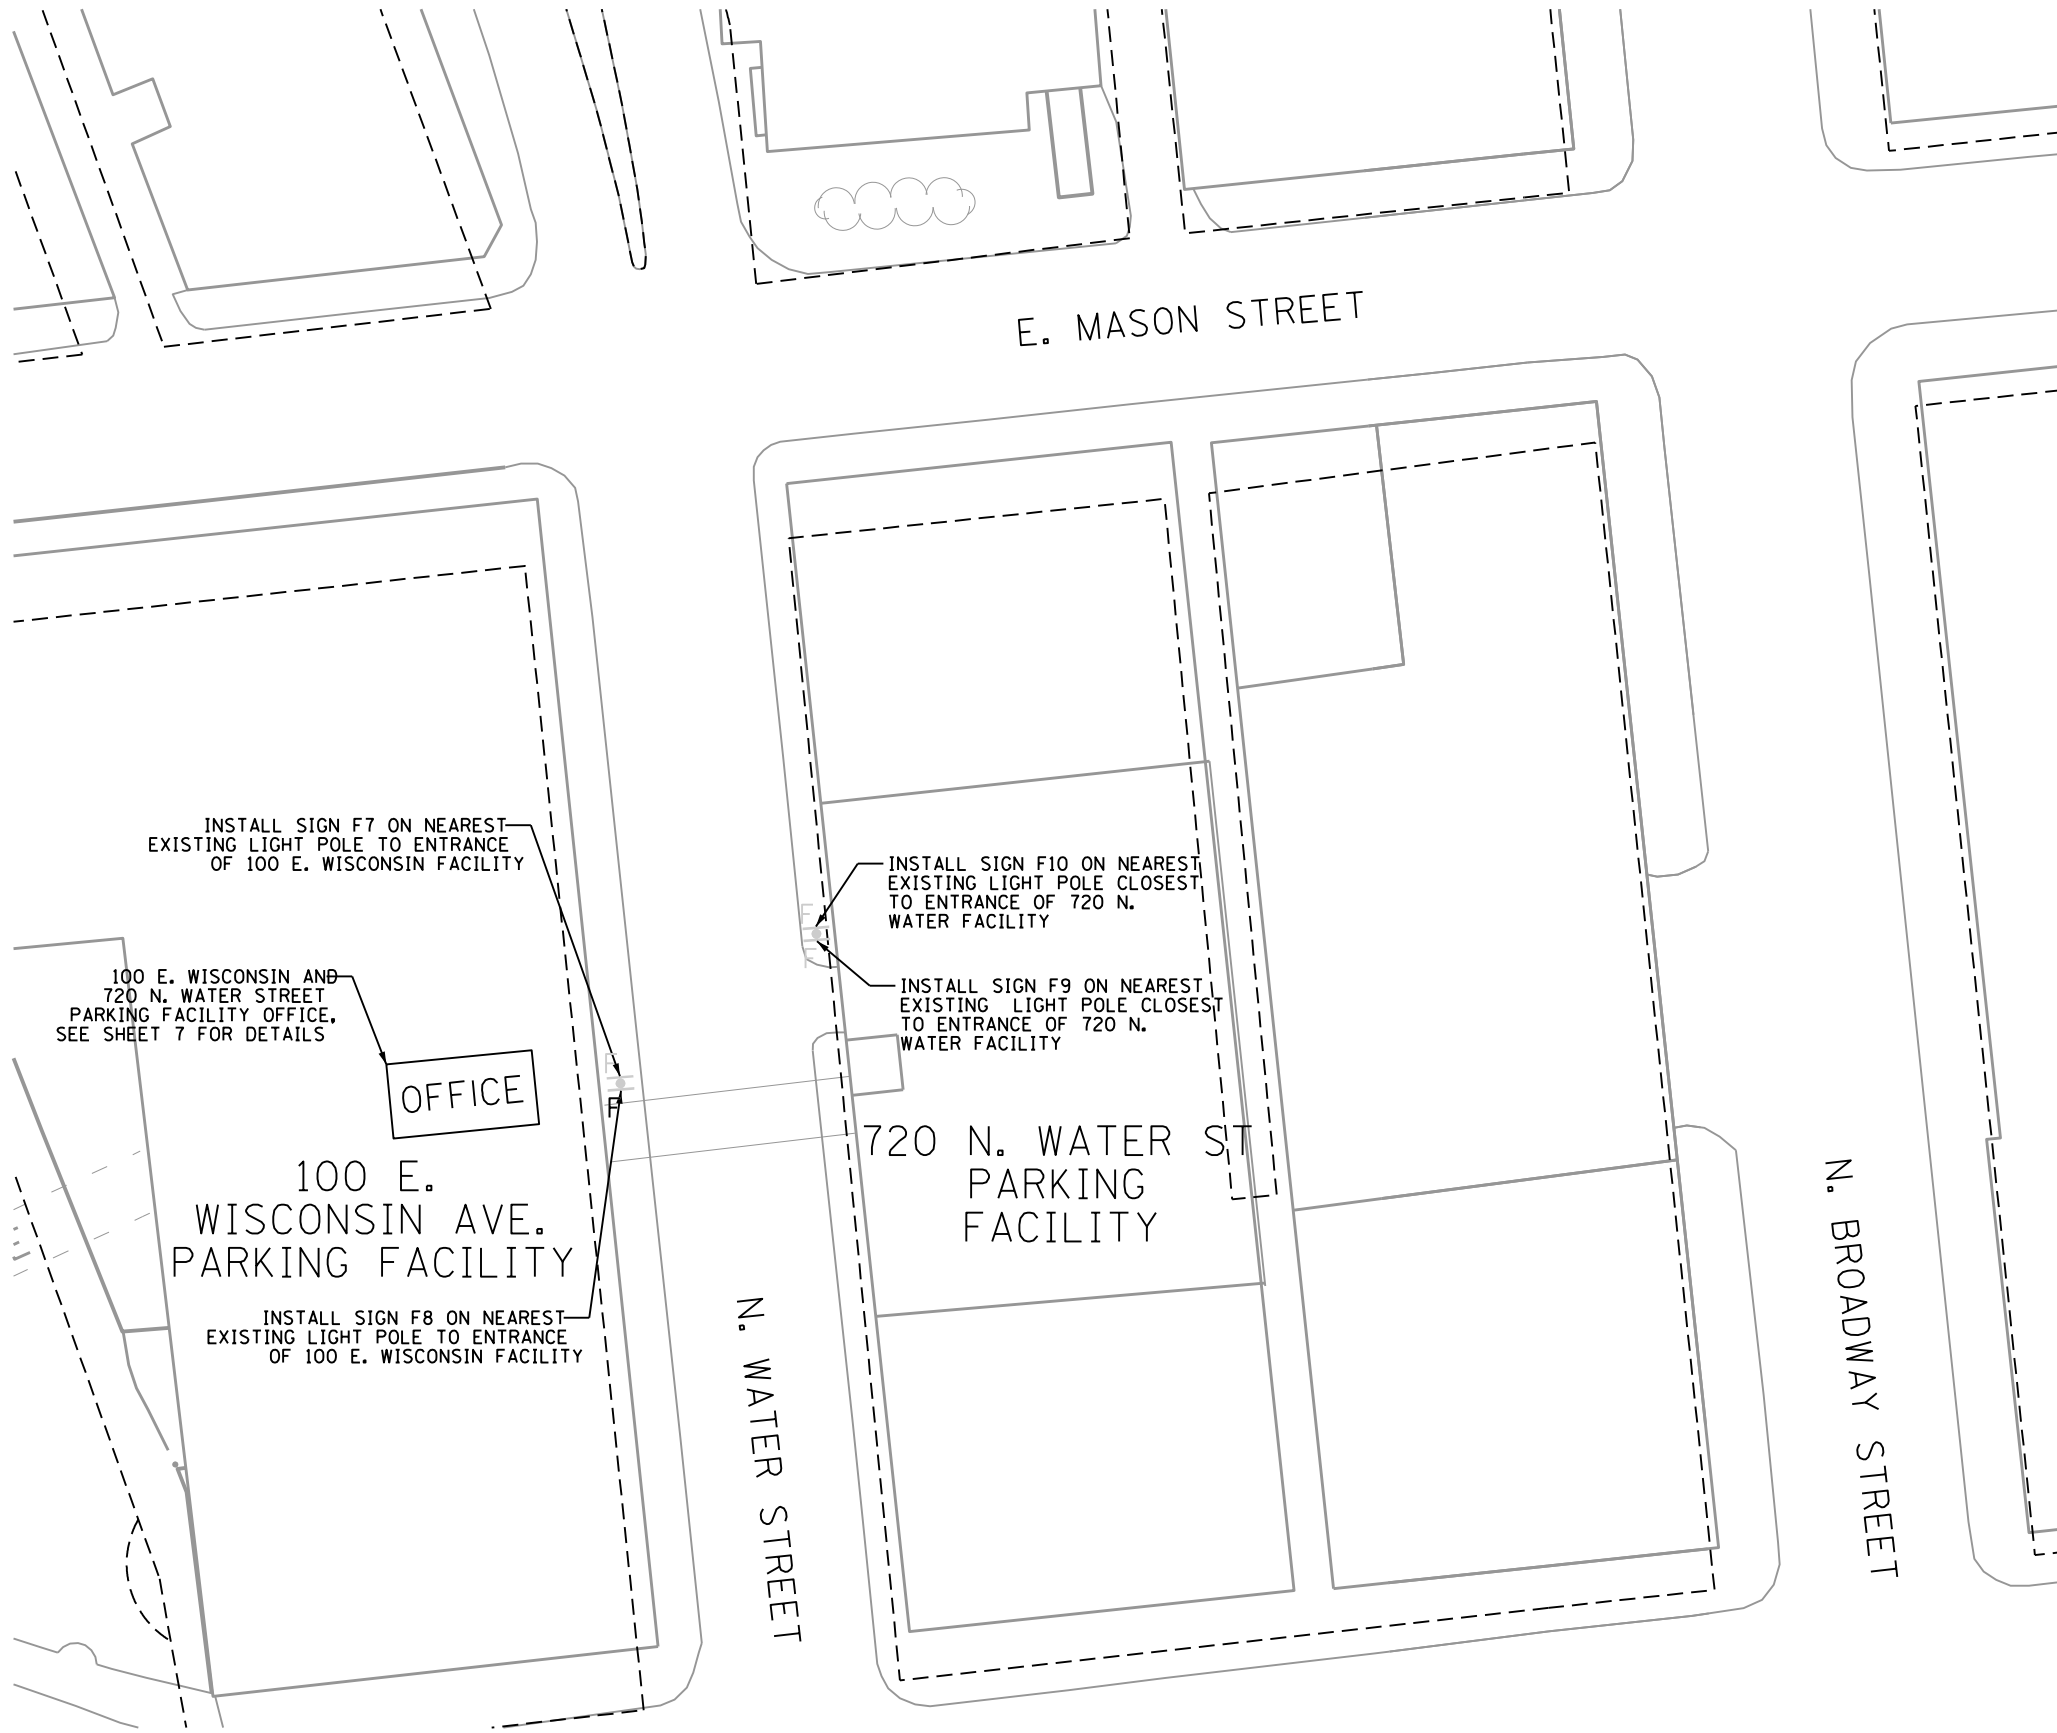 E. MASON STREET
INSTALL SIGN F7 ON NEAREST
EXISTING LIGHT POLE TO ENTRANCE
OF 100 E. WISCONSIN FACILITY
INSTALL SIGN F10 ON NEAREST
EXISTING LIGHT POLE CLOSEST
TO ENTRANCE OF 720 N.
WATER FACILITY
F
F
100 E. WISCONSIN AND
720 N. WATER STREET
PARKING FACILITY OFFICE,
SEE SHEET 7 FOR DETAILS
INSTALL SIGN F9 ON NEAREST
EXISTING LIGHT POLE CLOSEST
TO ENTRANCE OF 720 N.
WATER FACILITY
OFFICE
F
F
720 N. WATER ST
PARKING
FACILITY
100 E.
WISCONSIN AVE.
PARKING FACILITY
INSTALL SIGN F8 ON NEAREST
EXISTING LIGHT POLE TO ENTRANCE
OF 100 E. WISCONSIN FACILITY
N. WATER STREET
N. BROADWAY STREET